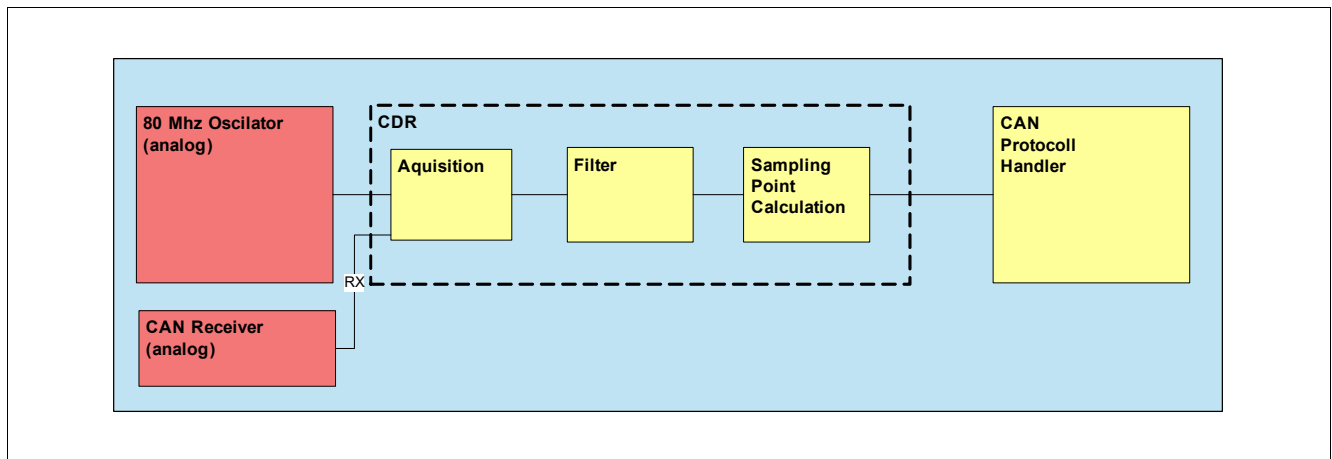 80 Mhz Oscilator
(analog)
CDR
Aquisition
Filter
Sampling
Point
Calculation
CAN
Protocoll
Handler
RX
CAN Receiver
(analog)